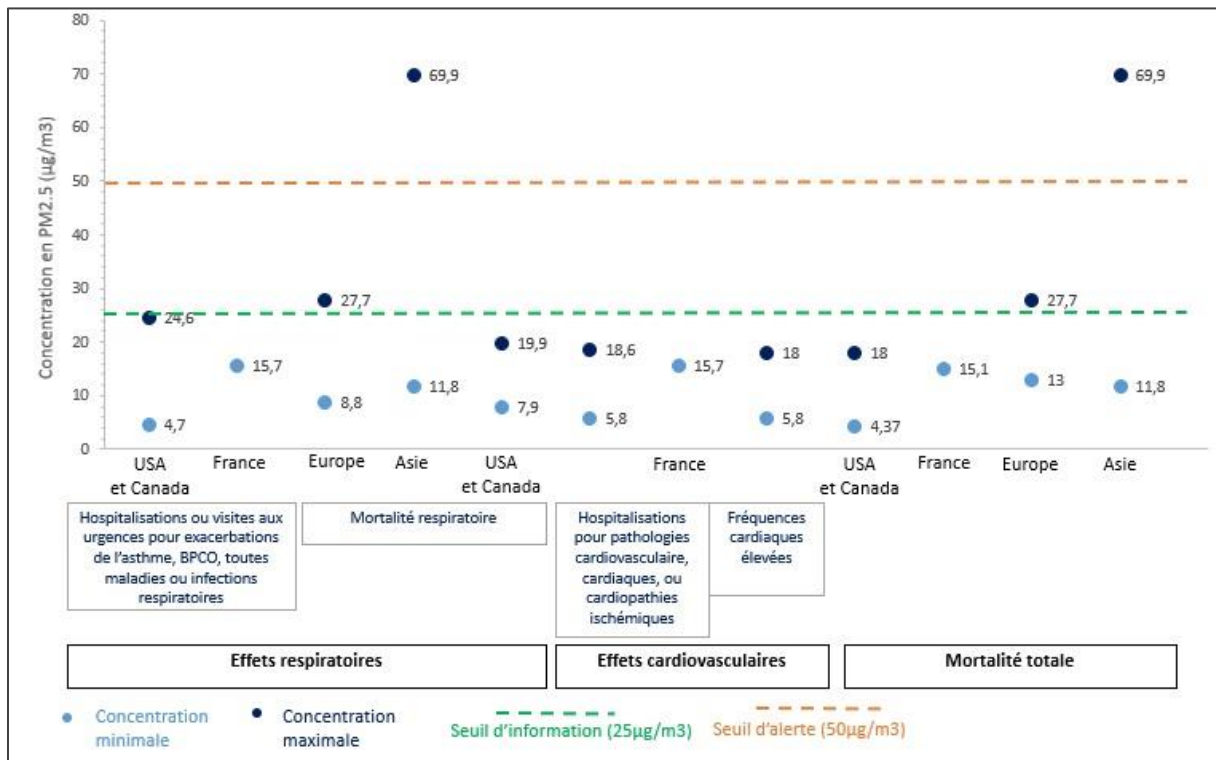 Concentration en PM2.5 (µg/m3)
80
70
60
50
40
30
20
10
0
69,9
69,9
27,7
27,7
24,6
19,9
18,6
18
18
15,7
15,7
15,1
13
11,8
11,8
8,8
7,9
5,8
5,8
4,7
4,37
USA
et Canada
France
Europe
Asie
USA
et Canada
France
USA
et Canada
France
Europe
Asie
Hospitalisations ou visites aux
urgences pour exacerbations
de l'asthme, BPCO, toutes
maladies ou infections
respiratoires
Mortalité respiratoire
Hospitalisations
pour pathologies
cardiovasculaire,
cardiaques, ou
cardiopathies
ischémiques
Fréquences
cardiaques
élevées
Effets respiratoires
Effets cardiovasculaires
Mortalité totale
Concentration
minimale
Concentration
maximale
Seuil d'information (25µg/m3)
Seuil d'alerte (50µg/m3)